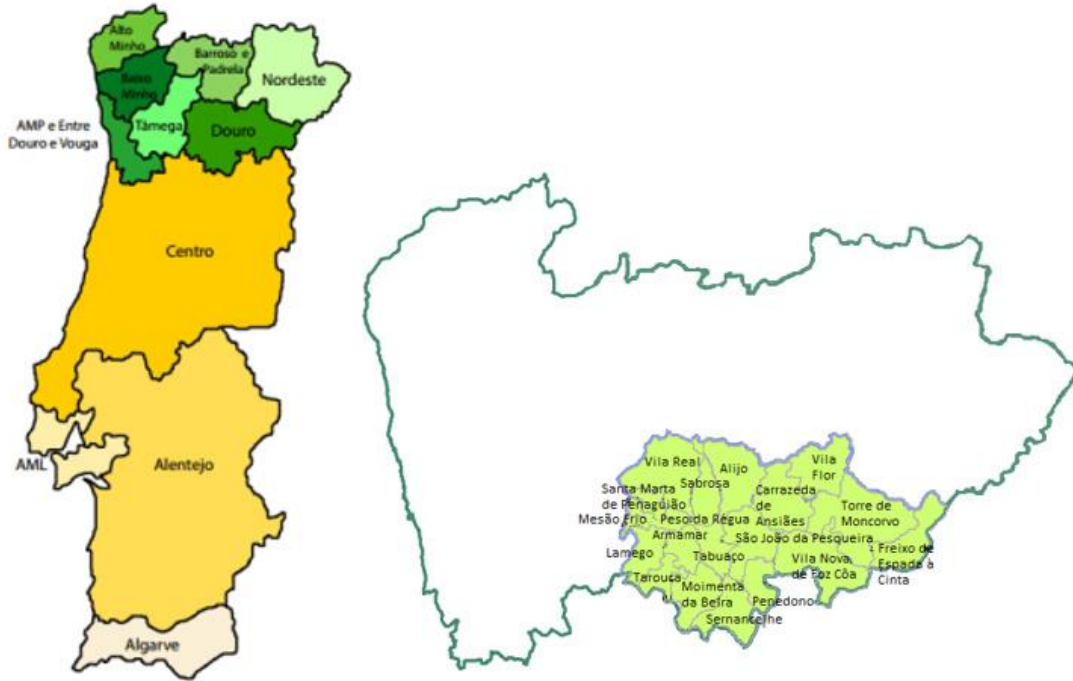 Alto
Minho
Barroso e
Padrela
Nordeste
Baixo
Minho
AMP e Entre
Douro e Vouga
Tâmega
Douro
Centro
AML
Alentejo
Algarve
Vila Real
Alijo
Vila
Flor
Sabrosa
Santa Marta
de Penaguião
Carrazeda
de
Ansiães
Torre de
Moncorvo
Mesão Frio
Peso da Régua
Armamar
São João da Pesqueira
Lamego
Tabuaço
Vila Nova
de Foz Côa
Freixo de
Espada à
Cinta
Tarouca
Moimenta
da Beira
Penedono
Sernancelhe